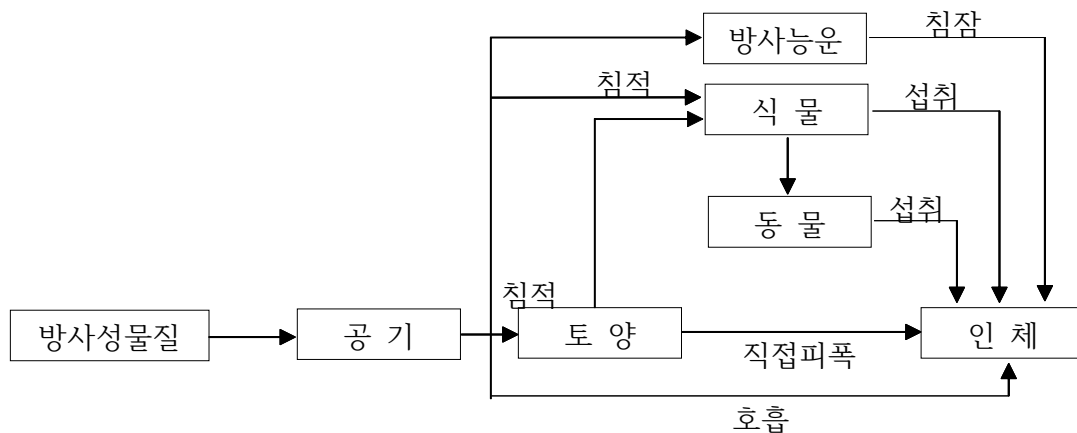 방사능운
침잠
침적
식 물
섭취
동 물
섭취
침적
방사성물질
공 기
토 양
직접피폭
인 체
호흡